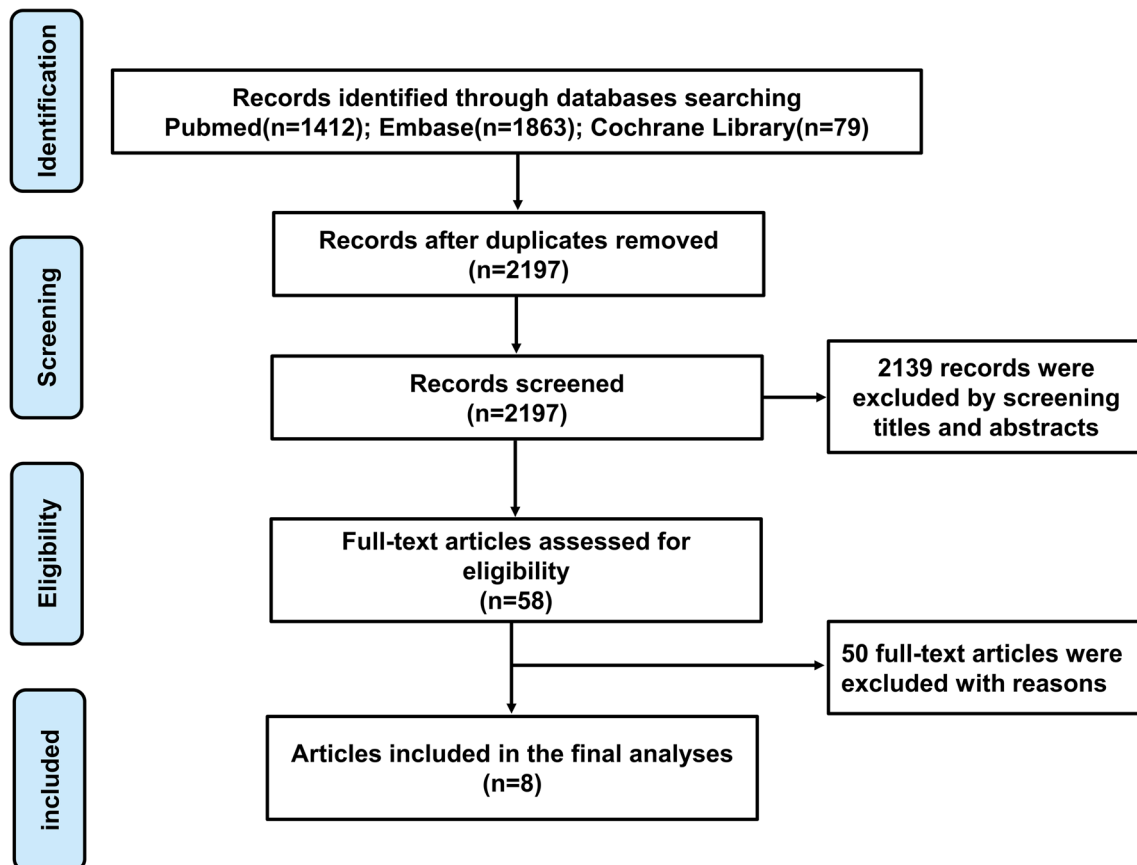 Identification
Records identified through databases searching
Pubmed(n=1412); Embase(n=1863); Cochrane Library(n=79)
Records after duplicates removed
(n=2197)
Screening
Records screened
(n=2197)
2139 records were
excluded by screening
titles and abstracts
Eligibility
Full-text articles assessed for
eligibility
(n=58)
50 full-text articles were
excluded with reasons
included
Articles included in the final analyses
(n=8)